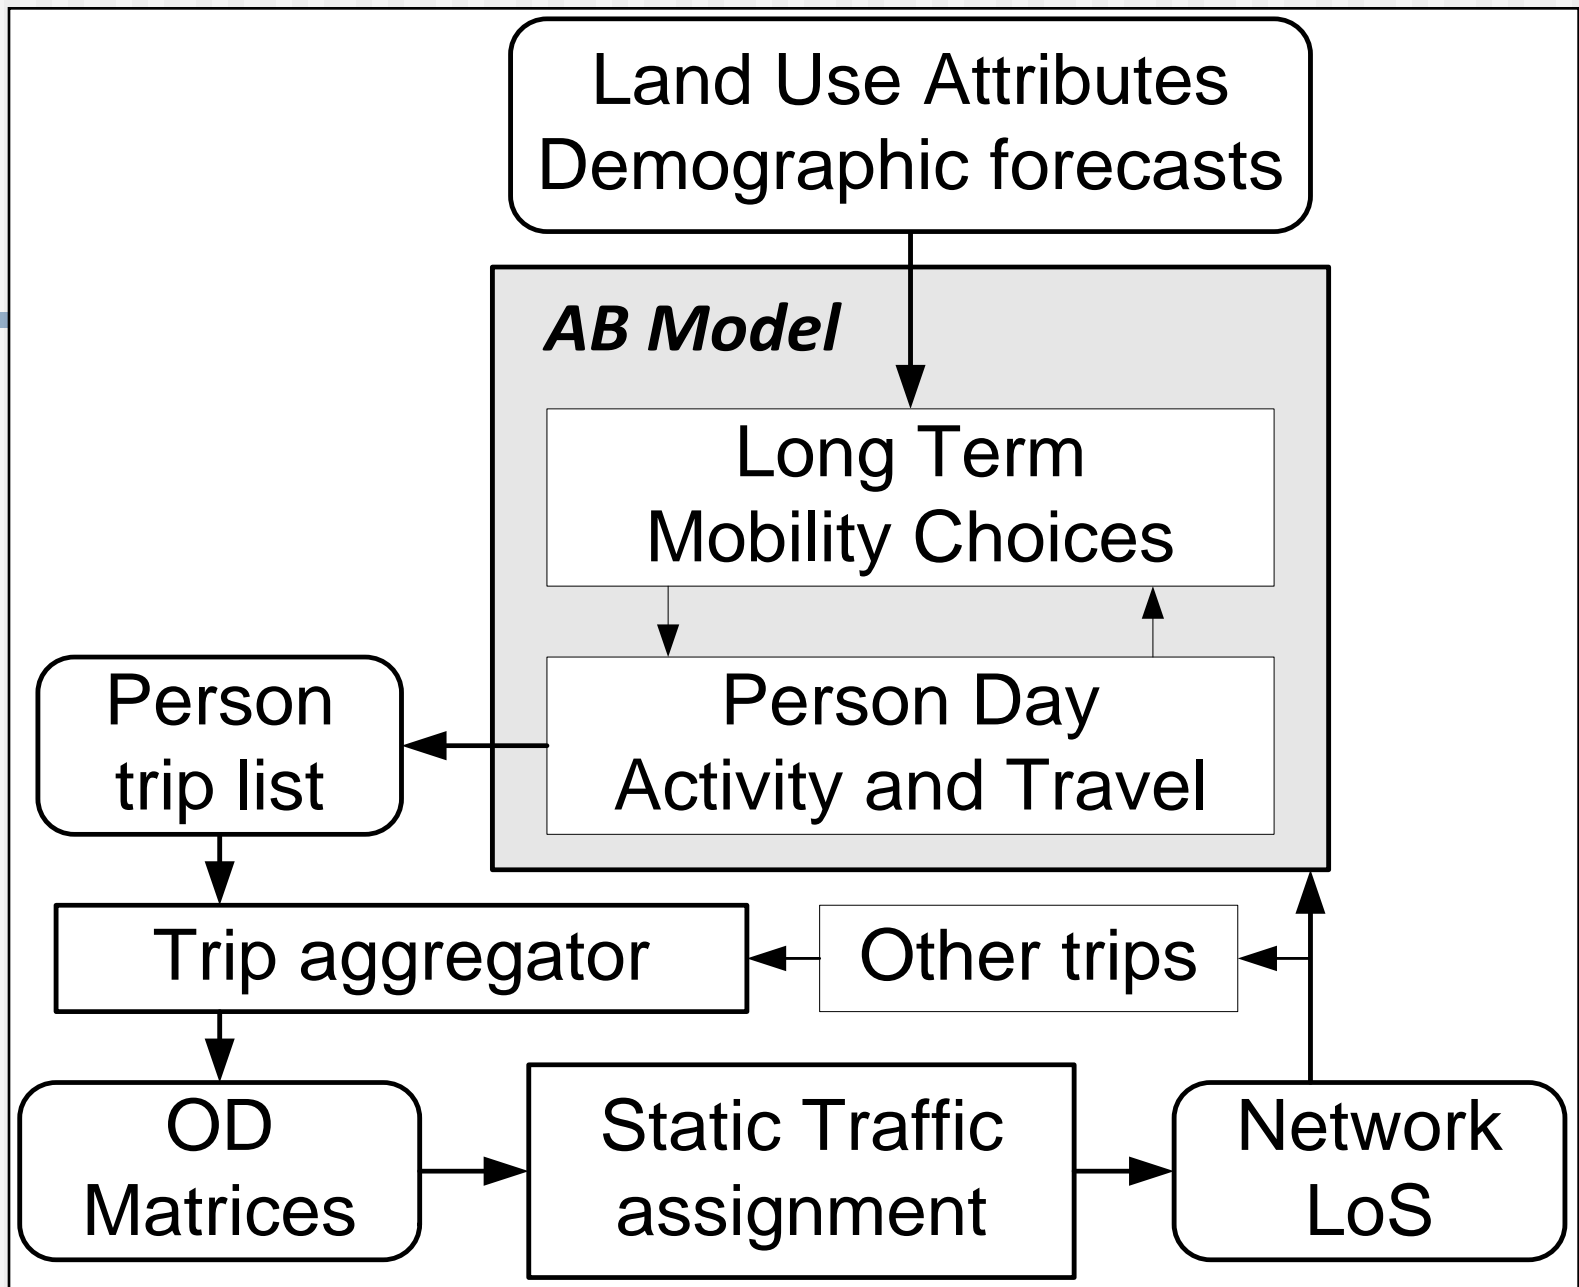 Land Use Attributes
Demographic forecasts
AB Model
Long Term
Mobility Choices
Person Day
Activity and Travel
Person
trip list
Trip aggregator
Other trips
OD
Matrices
Static Traffic
assignment
Network
LoS